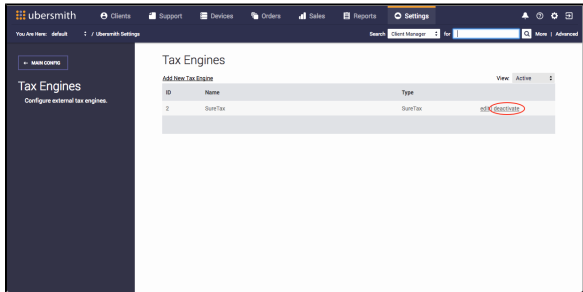 ubersmith Clients Support Devices Orders Sales Reports Settings
You Are Here: default / Ubersmith Settings Search Client Manager for More | Advanced
← MAIN CONFIG
Tax Engines
Configure external tax engines.
Tax Engines
Add New Tax Engine View: Active
ID Name Type
2 SureTax SureTax edit deactivate